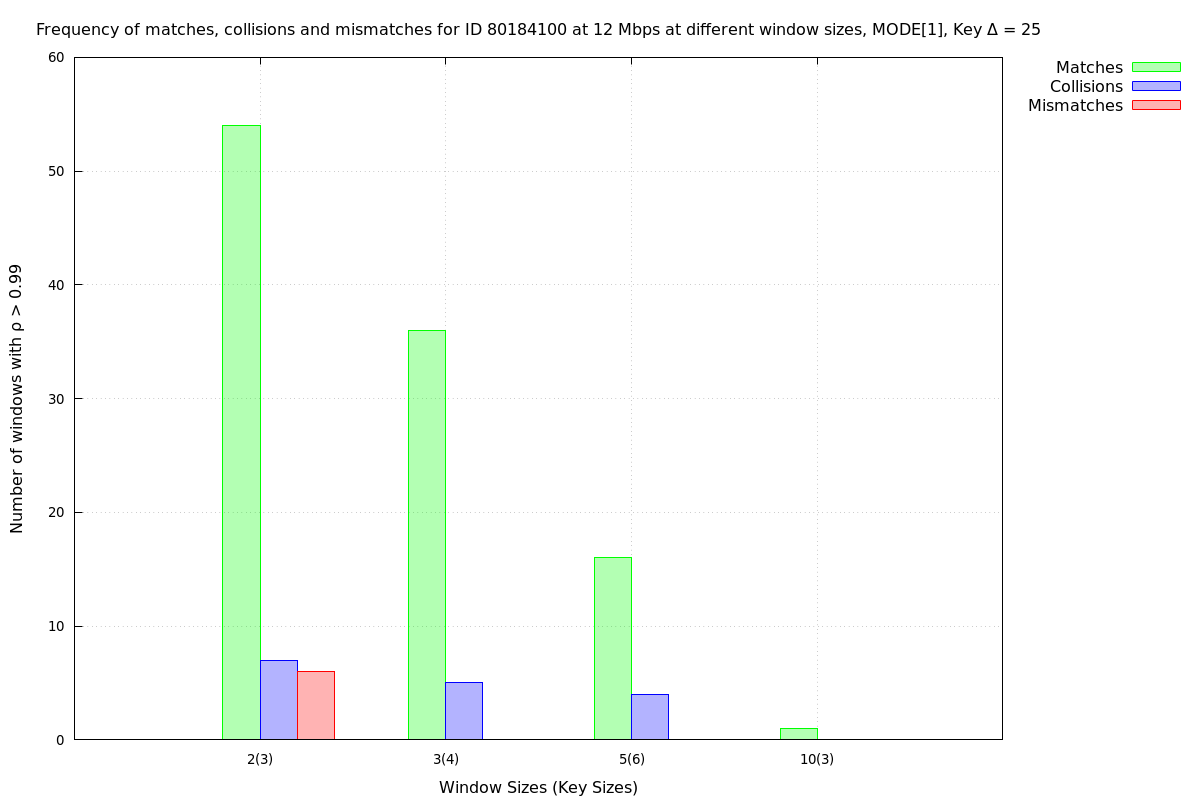 Frequency of matches, collisions and mismatches for ID 80184100 at 12 Mbps at different window sizes, MODE[1], Key Δ = 25
Matches
Collisions
Mismatches
Number of windows with ρ > 0.99
60
50
40
30
20
10
0
2(3) 3(4) 5(6) 10(3)
Window Sizes (Key Sizes)